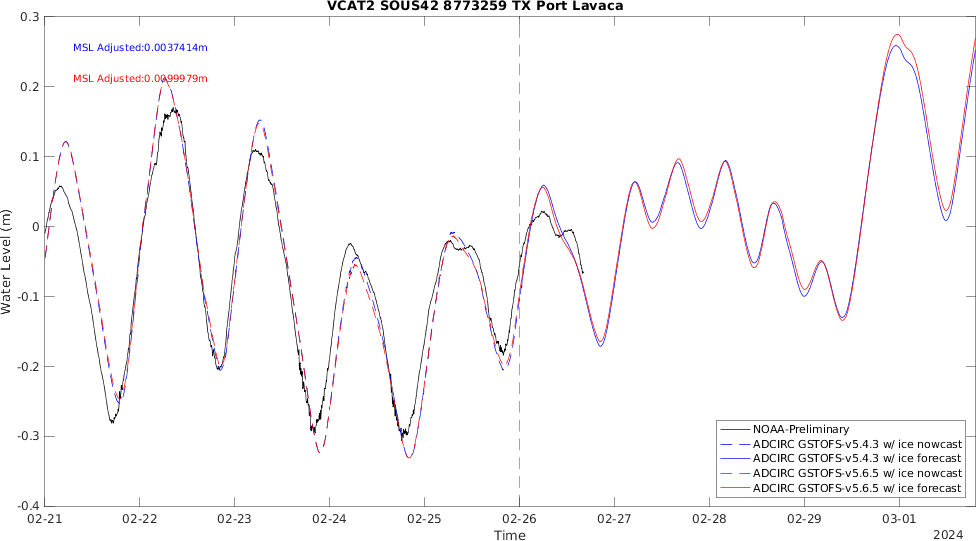 VCAT2 SOUS42 8773259 TX Port Lavaca
MSL Adjusted:0.0037414m
MSL Adjusted:0.0099979m
0.3
0.2
0.1
0
-0.1
-0.2
-0.3
-0.4
Water Level (m)
NOAA-Preliminary
ADCIRC GSTOFS-v5.4.3 w/ ice nowcast
ADCIRC GSTOFS-v5.4.3 w/ ice forecast
ADCIRC GSTOFS-v5.6.5 w/ ice nowcast
ADCIRC GSTOFS-v5.6.5 w/ ice forecast
02-21 02-22 02-23 02-24 02-25 02-26 02-27 02-28 02-29 03-01
Time
2024